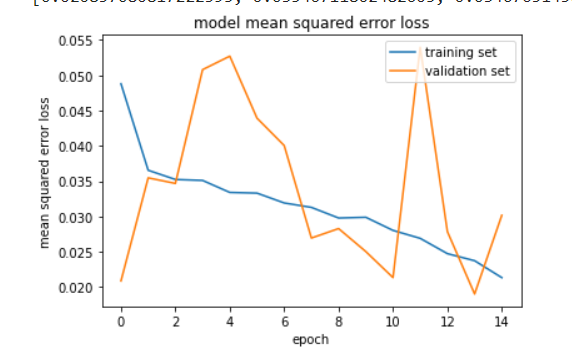 model mean squared error loss
training set
validation set
mean squared error loss
0.055
0.050
0.045
0.040
0.035
0.030
0.025
0.020
0 2 4 6 8 10 12 14
epoch